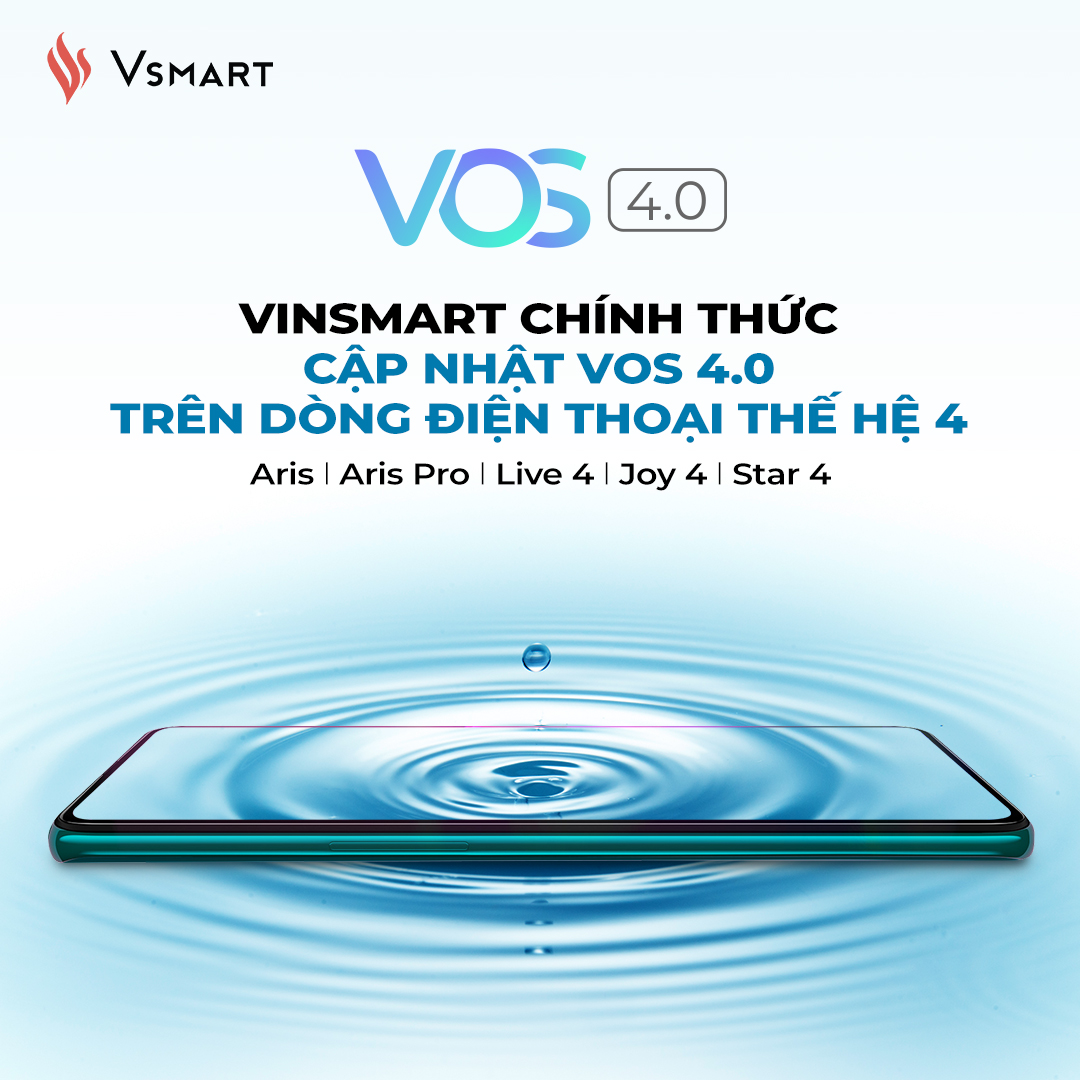 VSMART
VOS 4.0
VINSMART CHÍNH THỨC
CẬP NHẬT VOS 4.0
TRÊN DÒNG ĐIỆN THOẠI THẾ HỆ 4
Aris | Aris Pro | Live 4 | Joy 4 | Star 4